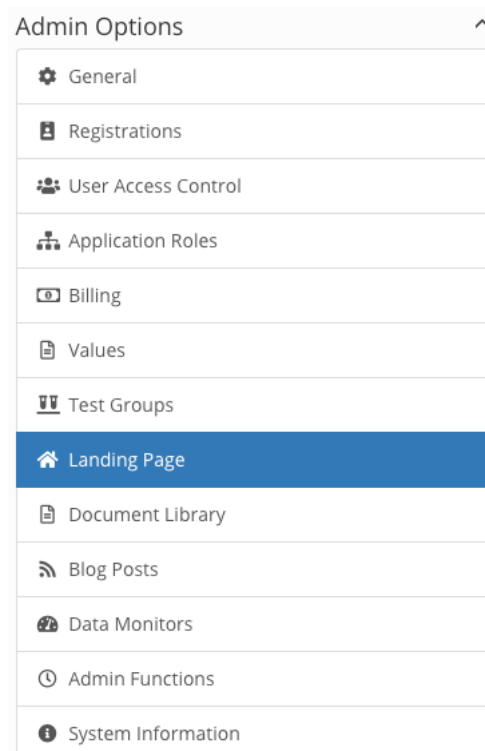 Admin Options
General
Registrations
User Access Control
Application Roles
Billing
Values
Test Groups
Landing Page
Document Library
Blog Posts
Data Monitors
Admin Functions
System Information